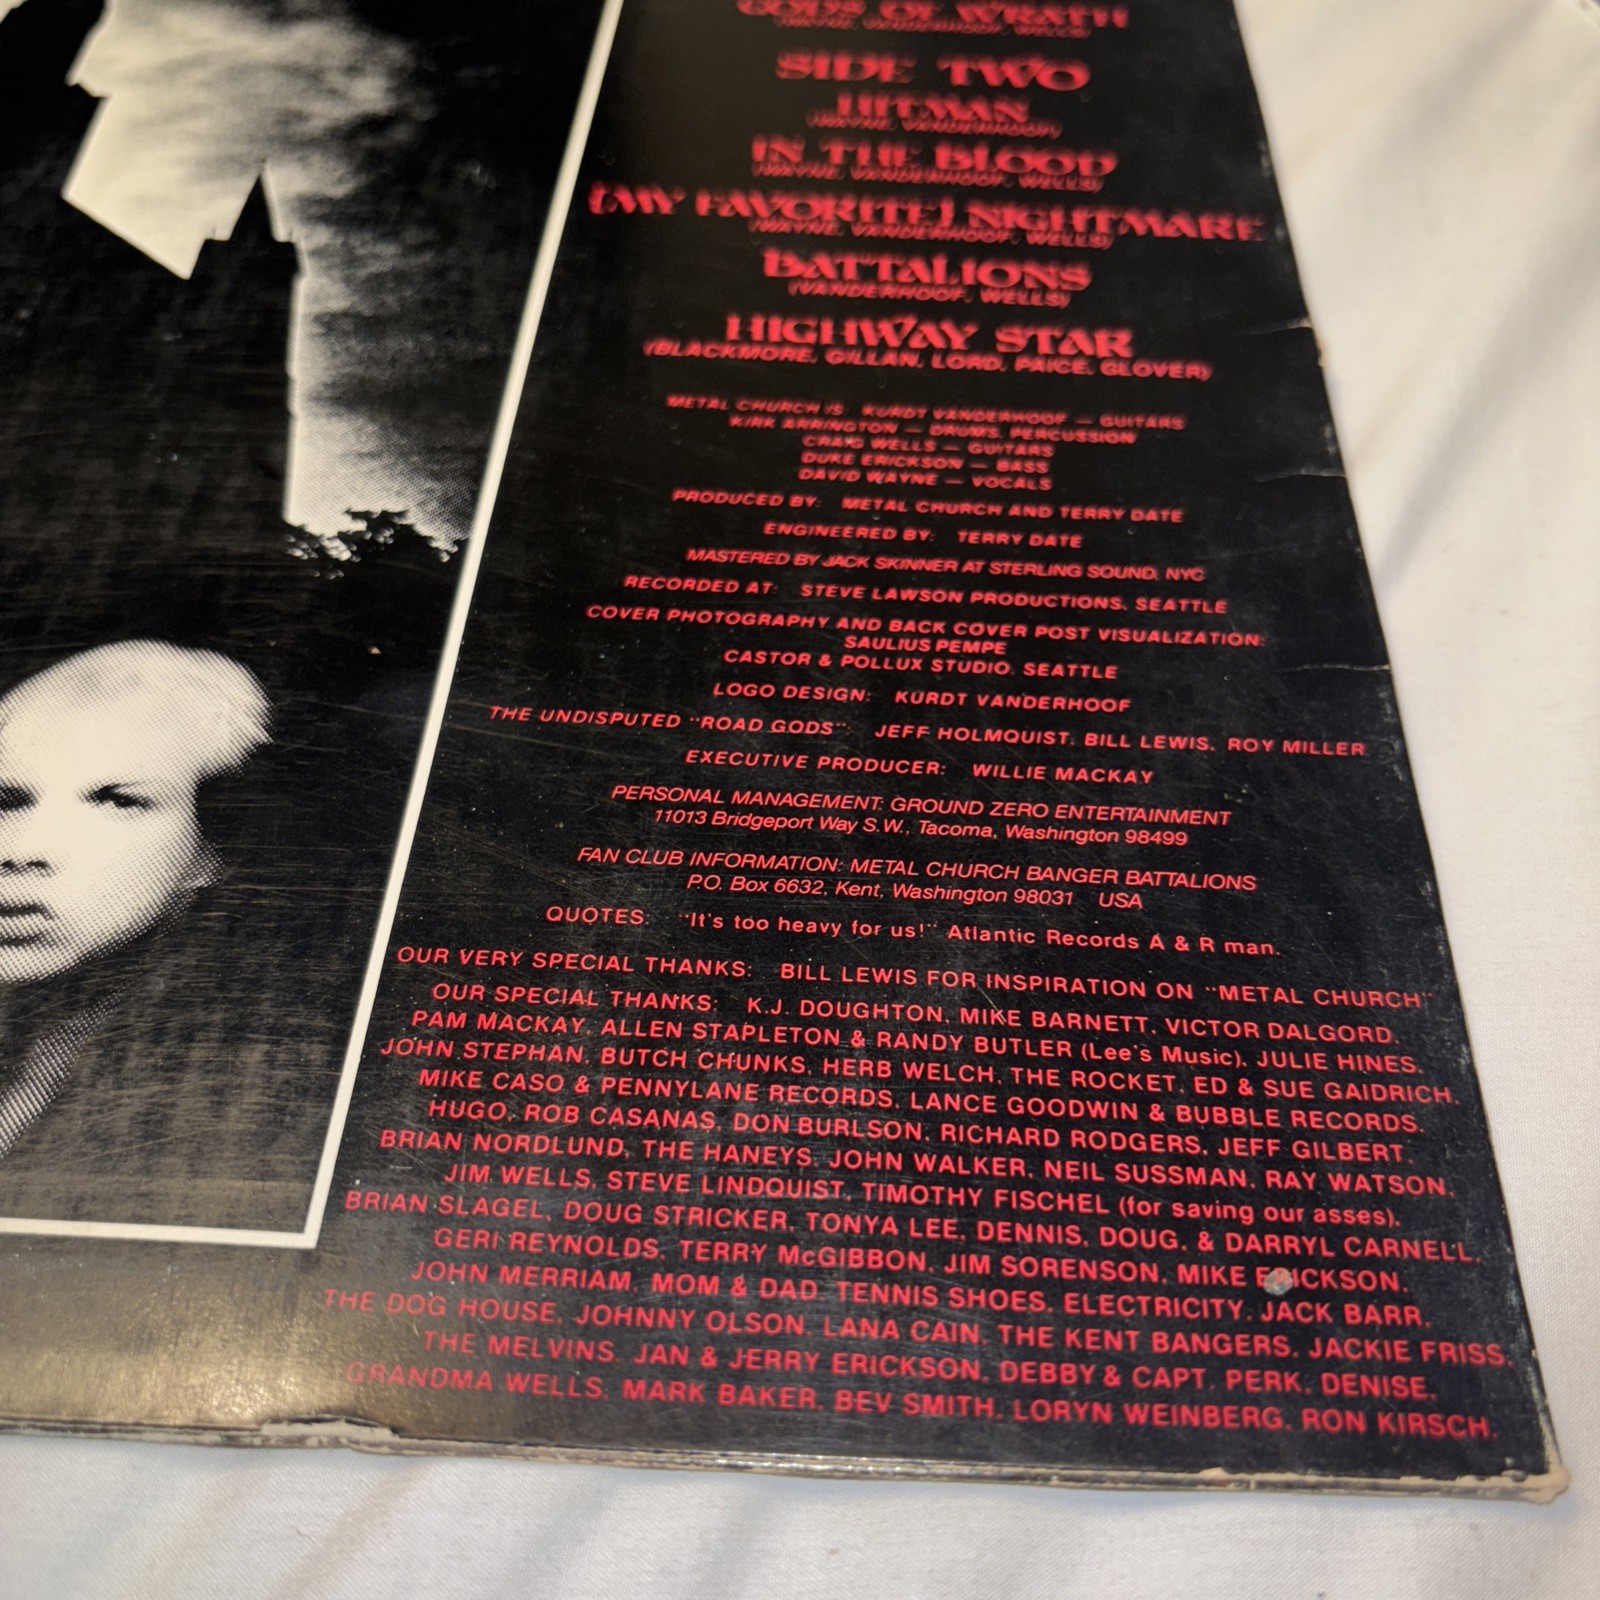 GODS OF WRATH
(WAYNE, VANDERHOOF, WELLS)
SIDE TWO
HITMAN
(WAYNE, VANDERHOOF)
IN THE BLOOD
(WAYNE, VANDERHOOF, WELLS)
[MY FAVORITE] NIGHTMARE
(WAYNE, VANDERHOOF, WELLS)
BATTALIONS
(VANDERHOOF, WELLS)
HIGHWAY STAR
(BLACKMORE, GILLAN, LORD, PAICE, GLOVER)
METAL CHURCH IS: KURDT VANDERHOOF — GUITARS
KIRK ARRINGTON — DRUMS, PERCUSSION
CRAIG WELLS — GUITARS
DUKE ERICKSON — BASS
DAVID WAYNE — VOCALS
PRODUCED BY: METAL CHURCH AND TERRY DATE
ENGINEERED BY: TERRY DATE
MASTERED BY JACK SKINNER AT STERLING SOUND, NYC
RECORDED AT: STEVE LAWSON PRODUCTIONS, SEATTLE
COVER PHOTOGRAPHY AND BACK COVER POST VISUALIZATION:
SAULIUS PEMPE
CASTOR & POLLUX STUDIO, SEATTLE
LOGO DESIGN: KURDT VANDERHOOF
THE UNDISPUTED "ROAD GODS": JEFF HOLMQUIST, BILL LEWIS, ROY MILLER
EXECUTIVE PRODUCER: WILLIE MACKAY
PERSONAL MANAGEMENT: GROUND ZERO ENTERTAINMENT
11013 Bridgeport Way S.W., Tacoma, Washington 98499
FAN CLUB INFORMATION: METAL CHURCH BANGER BATTALIONS
P.O. Box 6632, Kent, Washington 98031 USA
QUOTES: "It's too heavy for us!" Atlantic Records A & R man.
OUR VERY SPECIAL THANKS: BILL LEWIS FOR INSPIRATION ON "METAL CHURCH"
OUR SPECIAL THANKS: K.J. DOUGHTON, MIKE BARNETT, VICTOR DALGORD,
PAM MACKAY, ALLEN STAPLETON & RANDY BUTLER (Lee's Music), JULIE HINES,
JOHN STEPHAN, BUTCH CHUNKS, HERB WELCH, THE ROCKET, ED & SUE GAIDRICH,
MIKE CASO & PENNYLANE RECORDS, LANCE GOODWIN & BUBBLE RECORDS,
HUGO, ROB CASANAS, DON BURLSON, RICHARD RODGERS, JEFF GILBERT,
BRIAN NORDLUND, THE HANEYS, JOHN WALKER, NEIL SUSSMAN, RAY WATSON,
JIM WELLS, STEVE LINDQUIST, TIMOTHY FISCHEL (for saving our asses),
BRIAN SLAGEL, DOUG STRICKER, TONYA LEE, DENNIS, DOUG, & DARRYL CARNELL,
GERI REYNOLDS, TERRY McGIBBON, JIM SORENSON, MIKE ERICKSON,
JOHN MERRIAM, MOM & DAD, TENNIS SHOES, ELECTRICITY, JACK BARR,
THE DOG HOUSE, JOHNNY OLSON, LANA CAIN, THE KENT BANGERS, JACKIE FRISS,
THE MELVINS, JAN & JERRY ERICKSON, DEBBY & CAPT. PERK, DENISE,
GRANDMA WELLS, MARK BAKER, BEV SMITH, LORYN WEINBERG, RON KIRSCH.